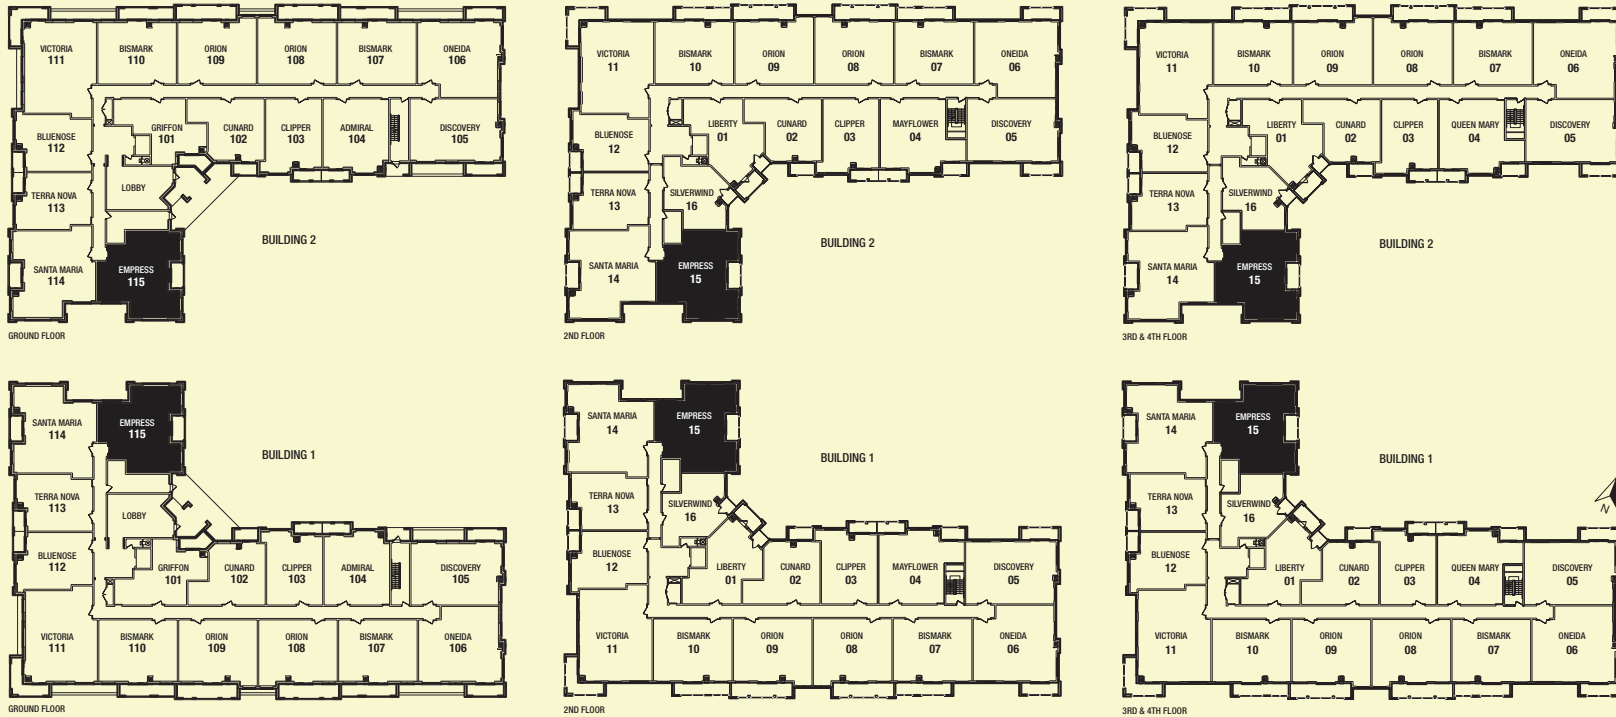 VICTORIA
111
BISMARK
110
ORION
109
ORION
108
BISMARK
107
ONEIDA
106
BLUENOSE
112
GRIFFON
101
CUNARD
102
CLIPPER
103
ADMIRAL
104
DISCOVERY
105
TERRA NOVA
113
LOBBY
SANTA MARIA
114
EMPRESS
115
BUILDING 2
GROUND FLOOR
VICTORIA
11
BISMARK
10
ORION
09
ORION
08
BISMARK
07
ONEIDA
06
BLUENOSE
12
LIBERTY
01
CUNARD
02
CLIPPER
03
MAYFLOWER
04
DISCOVERY
05
TERRA NOVA
13
SILVERWIND
16
SANTA MARIA
14
EMPRESS
15
BUILDING 2
2ND FLOOR
VICTORIA
11
BISMARK
10
ORION
09
ORION
08
BISMARK
07
ONEIDA
06
BLUENOSE
12
LIBERTY
01
CUNARD
02
CLIPPER
03
QUEEN MARY
04
DISCOVERY
05
TERRA NOVA
13
SILVERWIND
16
SANTA MARIA
14
EMPRESS
15
BUILDING 2
3RD & 4TH FLOOR
SANTA MARIA
114
EMPRESS
115
BUILDING 1
TERRA NOVA
113
LOBBY
BLUENOSE
112
GRIFFON
101
CUNARD
102
CLIPPER
103
ADMIRAL
104
DISCOVERY
105
VICTORIA
111
BISMARK
110
ORION
109
ORION
108
BISMARK
107
ONEIDA
106
GROUND FLOOR
SANTA MARIA
14
EMPRESS
15
BUILDING 1
TERRA NOVA
13
SILVERWIND
16
BLUENOSE
12
LIBERTY
01
CUNARD
02
CLIPPER
03
MAYFLOWER
04
DISCOVERY
05
VICTORIA
11
BISMARK
10
ORION
09
ORION
08
BISMARK
07
ONEIDA
06
2ND FLOOR
SANTA MARIA
14
EMPRESS
15
BUILDING 1
TERRA NOVA
13
SILVERWIND
16
N
BLUENOSE
12
LIBERTY
01
CUNARD
02
CLIPPER
03
QUEEN MARY
04
DISCOVERY
05
VICTORIA
11
BISMARK
10
ORION
09
ORION
08
BISMARK
07
ONEIDA
06
3RD & 4TH FLOOR